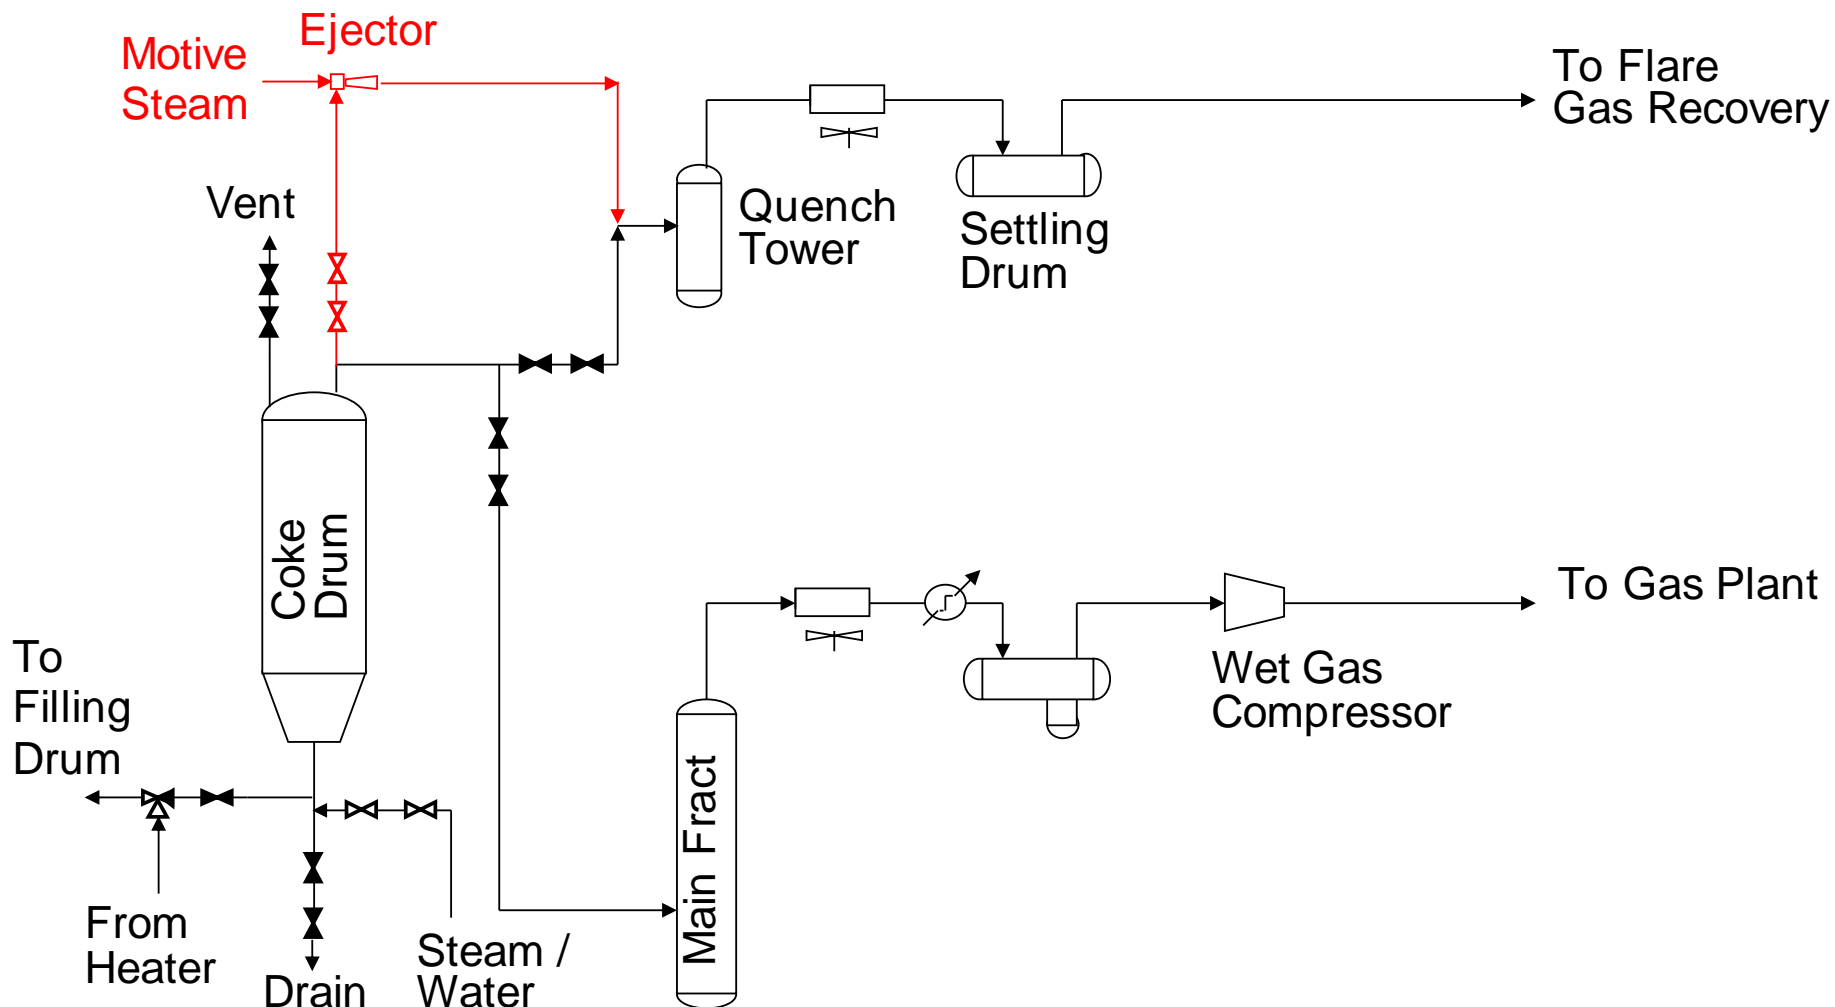 Ejector
Motive
Steam
To Flare
Gas Recovery
Vent
Quench
Tower
Settling
Drum
Coke
Drum
To Gas Plant
To
Filling
Drum
Wet Gas
Compressor
Main Fract
From
Heater
Steam /
Water
Drain